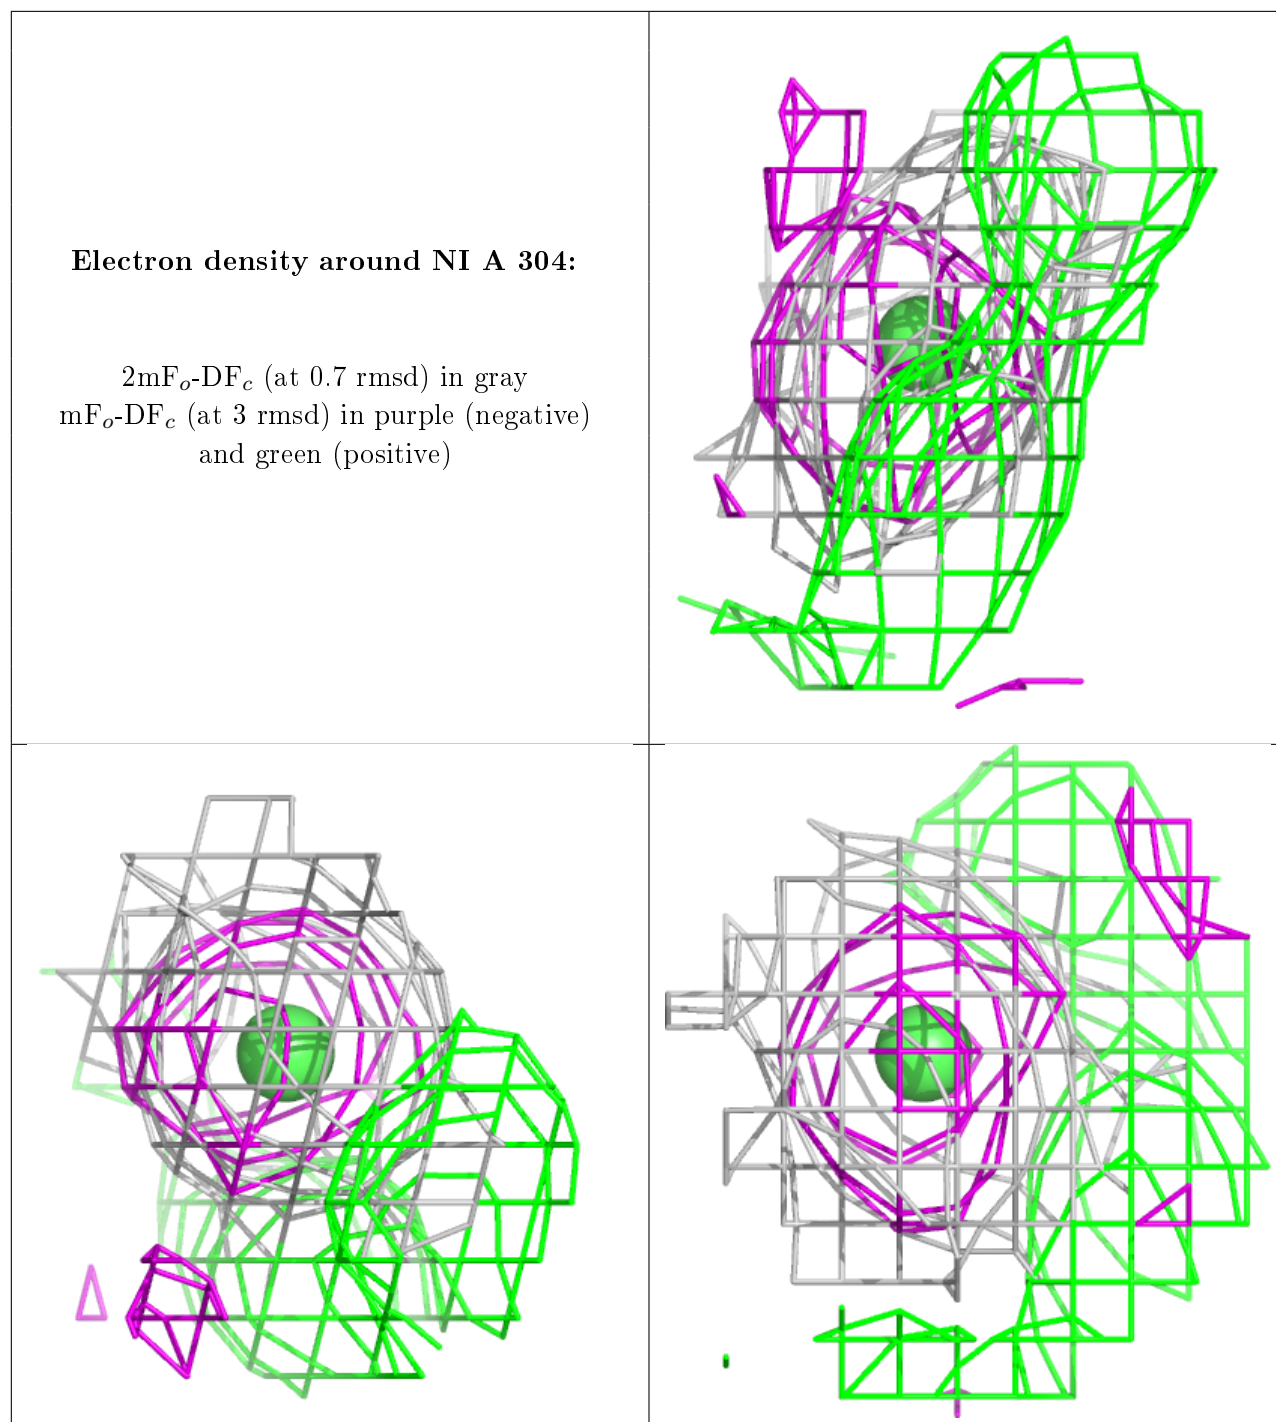 Electron density around NI A 304:
2mFo-DFc (at 0.7 rmsd) in gray
mFo-DFc (at 3 rmsd) in purple (negative)
and green (positive)